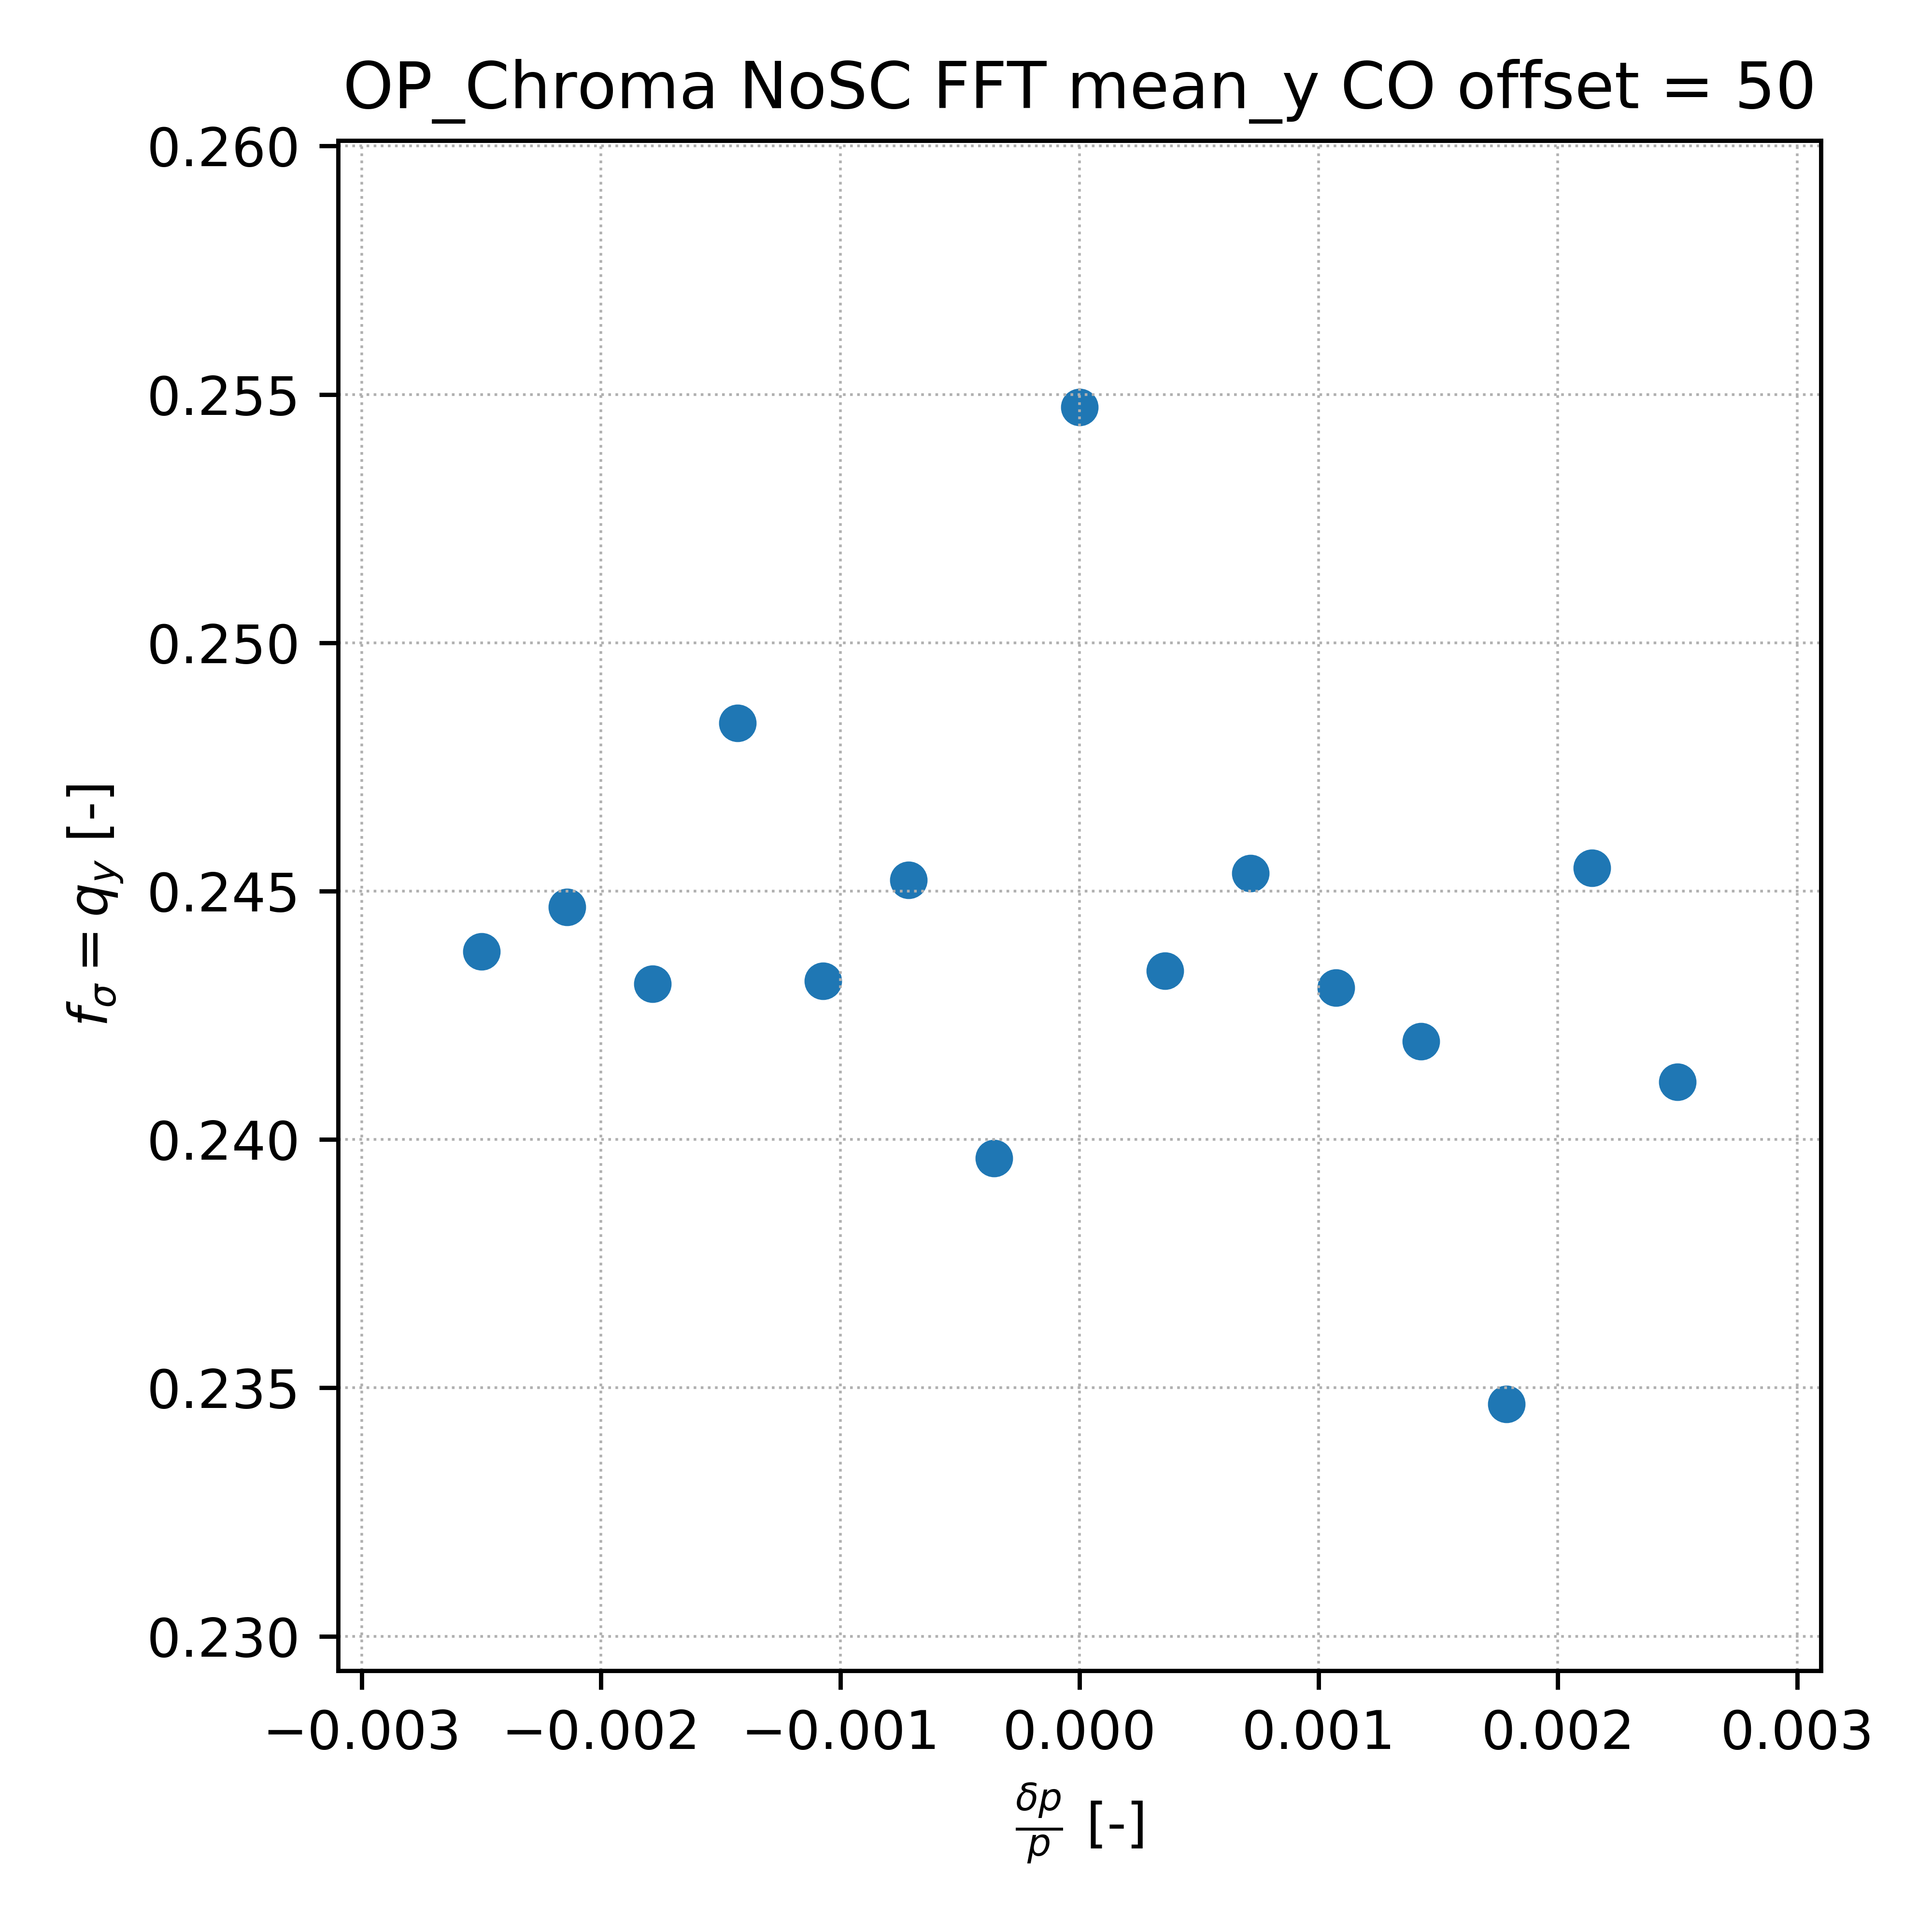 OP_Chroma NoSC FFT mean_y CO offset = 50
0.260
0.255
0.250
0.245
0.240
0.235
0.230
f_σ = q_y [-]
−0.003 −0.002 −0.001 0.000 0.001 0.002 0.003
δp/p [-]